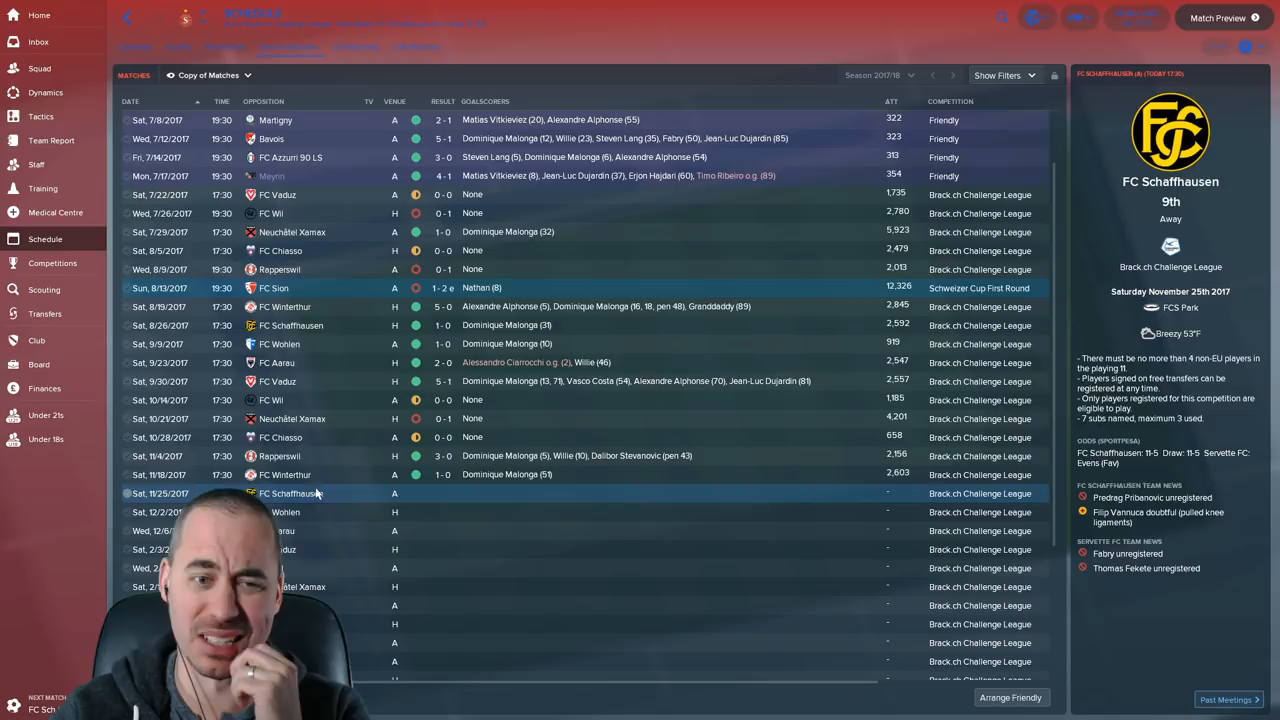 Home
SCHEDULE
Match Preview
Inbox
Squad
Dynamics
Tactics
Team Report
Staff
Training
Medical Centre
Schedule
Competitions
Scouting
Transfers
Club
Board
Finances
Under 21s
Under 18s
NEXT MATCH
FC Sch
MATCHES Copy of Matches Season 2017/18 Show Filters
DATE TIME OPPOSITION TV VENUE RESULT GOALSCORERS ATT COMPETITION
Sat, 7/8/2017 19:30 Martigny A 2 - 1 Matias Vitkieviez (20), Alexandre Alphonse (55) 322 Friendly
Wed, 7/12/2017 19:30 Bavois A 5 - 1 Dominique Malonga (12), Willie (23), Steven Lang (35), Fabry (50), Jean-Luc Dujardin (85) 323 Friendly
Fri, 7/14/2017 19:30 FC Azzurri 90 LS A 3 - 0 Steven Lang (5), Dominique Malonga (6), Alexandre Alphonse (54) 313 Friendly
Mon, 7/17/2017 19:30 Meyrin A 4 - 1 Matias Vitkieviez (8), Jean-Luc Dujardin (37), Erjon Hajdari (60), Timo Ribeiro o.g. (89) 354 Friendly
Sat, 7/22/2017 17:30 FC Vaduz A 0 - 0 None 1,735 Brack.ch Challenge League
Wed, 7/26/2017 19:30 FC Wil H 0 - 1 None 2,780 Brack.ch Challenge League
Sat, 7/29/2017 17:30 Neuchâtel Xamax A 1 - 0 Dominique Malonga (32) 5,923 Brack.ch Challenge League
Sat, 8/5/2017 17:30 FC Chiasso H 0 - 0 None 2,479 Brack.ch Challenge League
Wed, 8/9/2017 19:30 Rapperswil A 0 - 1 None 2,013 Brack.ch Challenge League
Sun, 8/13/2017 19:30 FC Sion A 1 - 2 e Nathan (8) 12,326 Schweizer Cup First Round
Sat, 8/19/2017 17:30 FC Winterthur H 5 - 0 Alexandre Alphonse (5), Dominique Malonga (16, 18, pen 48), Granddaddy (89) 2,845 Brack.ch Challenge League
Sat, 8/26/2017 17:30 FC Schaffhausen H 1 - 0 Dominique Malonga (31) 2,592 Brack.ch Challenge League
Sat, 9/9/2017 17:30 FC Wohlen A 1 - 0 Dominique Malonga (10) 919 Brack.ch Challenge League
Sat, 9/23/2017 17:30 FC Aarau H 2 - 0 Alessandro Ciarrocchi o.g. (2), Willie (46) 2,547 Brack.ch Challenge League
Sat, 9/30/2017 17:30 FC Vaduz H 5 - 1 Dominique Malonga (13, 71), Vasco Costa (54), Alexandre Alphonse (70), Jean-Luc Dujardin (81) 2,557 Brack.ch Challenge League
Sat, 10/14/2017 17:30 FC Wil A 0 - 0 None 1,185 Brack.ch Challenge League
Sat, 10/21/2017 17:30 Neuchâtel Xamax H 0 - 1 None 4,201 Brack.ch Challenge League
Sat, 10/28/2017 17:30 FC Chiasso A 0 - 0 None 658 Brack.ch Challenge League
Sat, 11/4/2017 17:30 Rapperswil H 3 - 0 Dominique Malonga (5), Willie (10), Dalibor Stevanovic (pen 43) 2,156 Brack.ch Challenge League
Sat, 11/18/2017 17:30 FC Winterthur A 1 - 0 Dominique Malonga (51) 2,603 Brack.ch Challenge League
Sat, 11/25/2017 17:30 FC Schaffhausen A - Brack.ch Challenge League
Sat, 12/2/2 Wohlen H - Brack.ch Challenge League
Wed, 12/6/ arau A - Brack.ch Challenge League
Sat, 2/3/2 aduz H - Brack.ch Challenge League
Wed, 2/ A - Brack.ch Challenge League
Sat, 2/1 âtel Xamax H - Brack.ch Challenge League
A - Brack.ch Challenge League
H - Brack.ch Challenge League
A - Brack.ch Challenge League
A - Brack.ch Challenge League
H Brack.ch Challenge League
Arrange Friendly
FC SCHAFFHAUSEN (A) (TODAY 17:30)
FC Schaffhausen
9th
Away
Brack.ch Challenge League
Saturday November 25th 2017
FCS Park
Breezy 53°F
- There must be no more than 4 non-EU players in
the playing 11.
- Players signed on free transfers can be
registered at any time.
- Only players registered for this competition are
eligible to play.
- 7 subs named, maximum 3 used.
ODDS (SPORTPESA)
FC Schaffhausen: 11-5 Draw: 11-5 Servette FC:
Evens (Fav)
FC SCHAFFHAUSEN TEAM NEWS
Predrag Pribanovic unregistered
Filip Vannuca doubtful (pulled knee
ligaments)
SERVETTE FC TEAM NEWS
Fabry unregistered
Thomas Fekete unregistered
Past Meetings